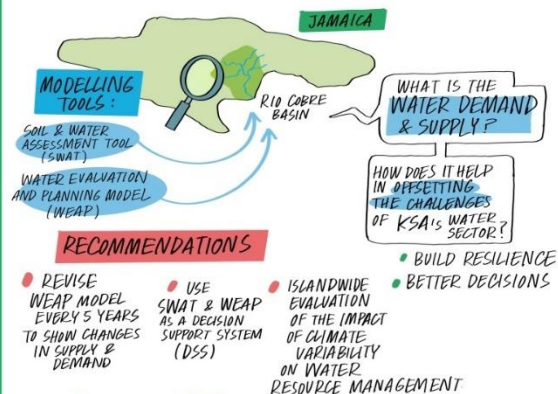 JAMAICA
MODELLING
TOOLS:
SOIL & WATER
ASSESSMENT TOOL
(SWAT)
WATER EVALUATION
AND PLANNING MODEL
(WEAP)
RIO COBRE
BASIN
WHAT IS THE
WATER DEMAND
& SUPPLY?
HOW DOES IT HELP
IN OFFSETTING
THE CHALLENGES
OF KSA's WATER
SECTOR?
• BUILD RESILIENCE
• BETTER DECISIONS
RECOMMENDATIONS
• REVISE
WEAP MODEL
EVERY 5 YEARS
TO SHOW CHANGES
IN SUPPLY &
DEMAND
• USE
SWAT & WEAP
AS A DECISION
SUPPORT SYSTEM
(DSS)
• ISLANDWIDE
EVALUATION
OF THE IMPACT
OF CLIMATE
VARIABILITY
ON WATER
RESOURCE MANAGEMENT